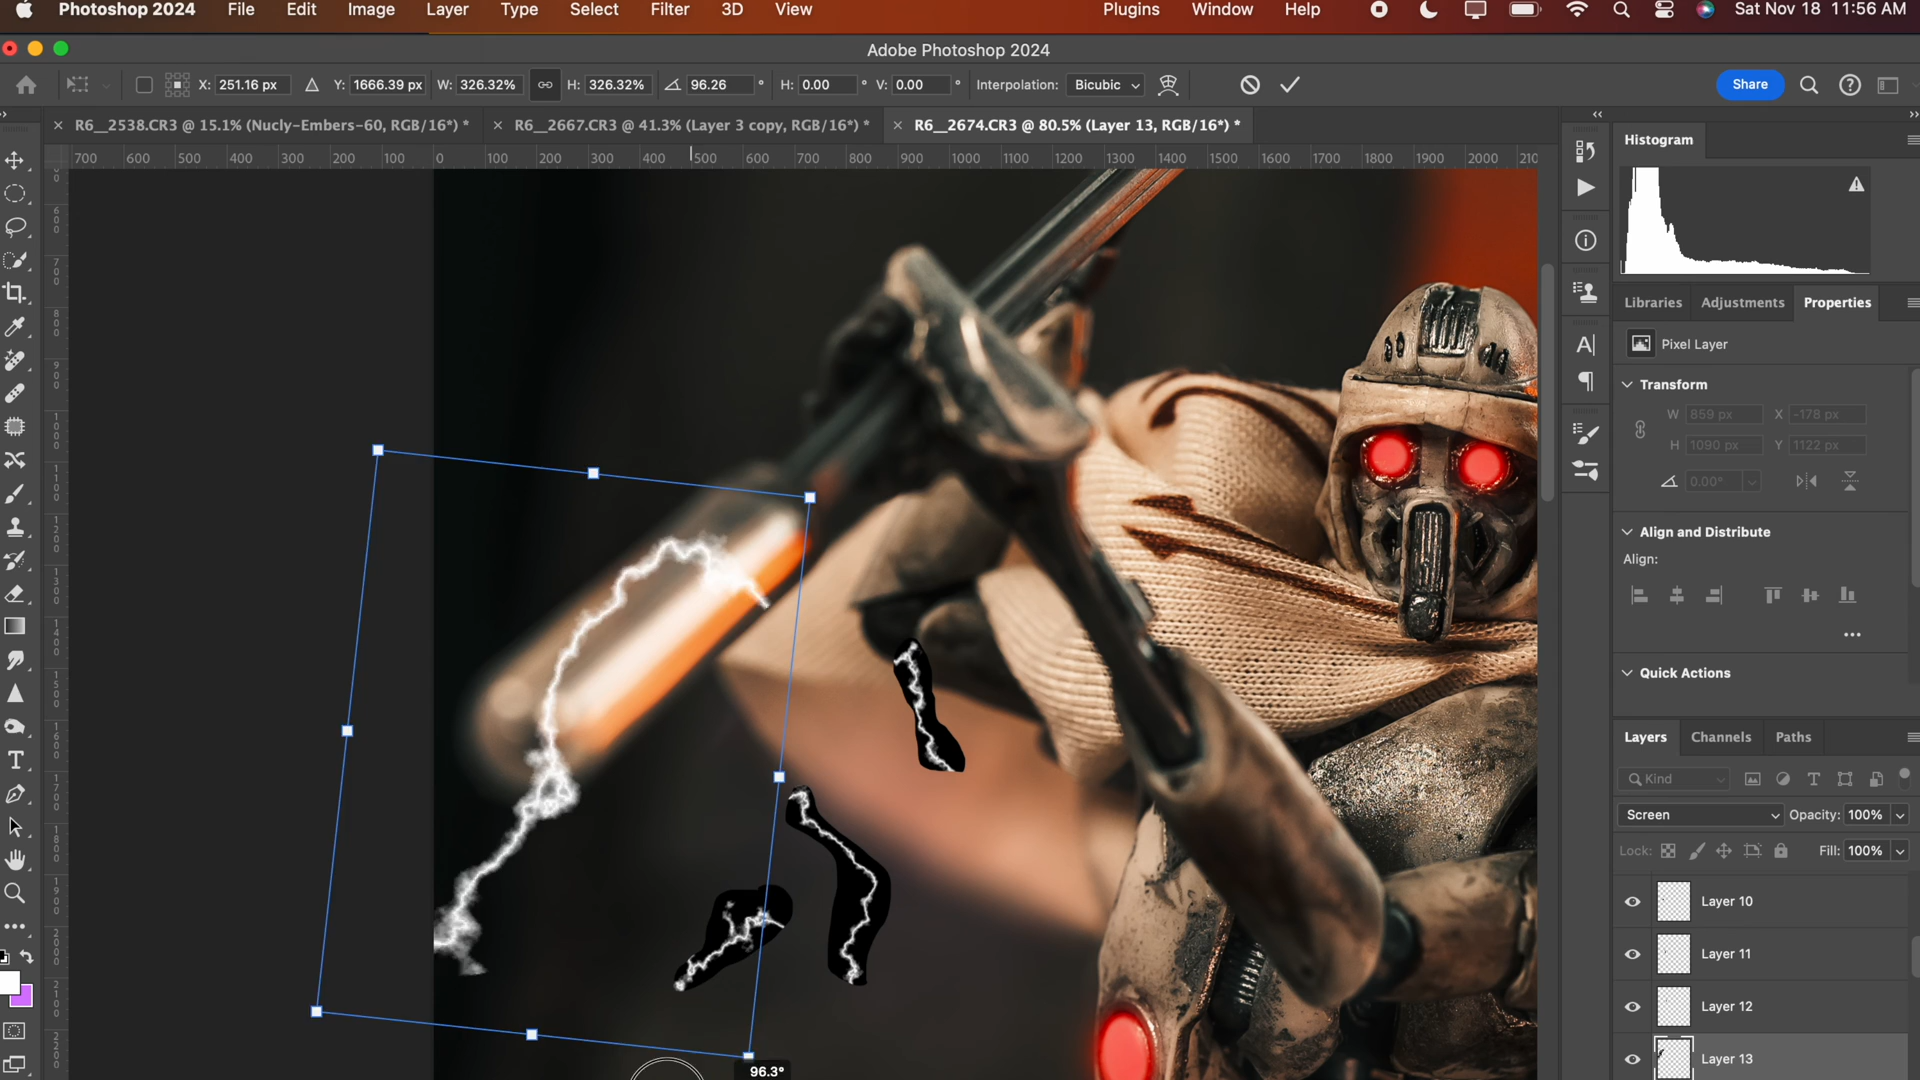 Photoshop 2024 File Edit Image Layer Type Select Filter 3D View Plugins Window Help Sat Nov 18 11:56 AM
Adobe Photoshop 2024
X: 251.16 px Y: 1666.39 px W: 326.32% H: 326.32% 96.26 ° H: 0.00 ° V: 0.00 ° Interpolation: Bicubic Share
R6__2538.CR3 @ 15.1% (Nucly-Embers-60, RGB/16*) * R6__2667.CR3 @ 41.3% (Layer 3 copy, RGB/16*) * R6__2674.CR3 @ 80.5% (Layer 13, RGB/16*) *
Histogram
700 600 500 400 300 200 100 0 100 200 300 400 500 600 700 800 900 1000 1100 1200 1300 1400 1500 1600 1700 1800 1900 2000
Libraries Adjustments Properties
Pixel Layer
Transform
W 859 px X -178 px
H 1090 px Y 1122 px
0.00°
Align and Distribute
Align:
Quick Actions
Layers Channels Paths
Kind
Screen Opacity: 100%
Lock: Fill: 100%
Layer 10
Layer 11
Layer 12
Layer 13
96.3°